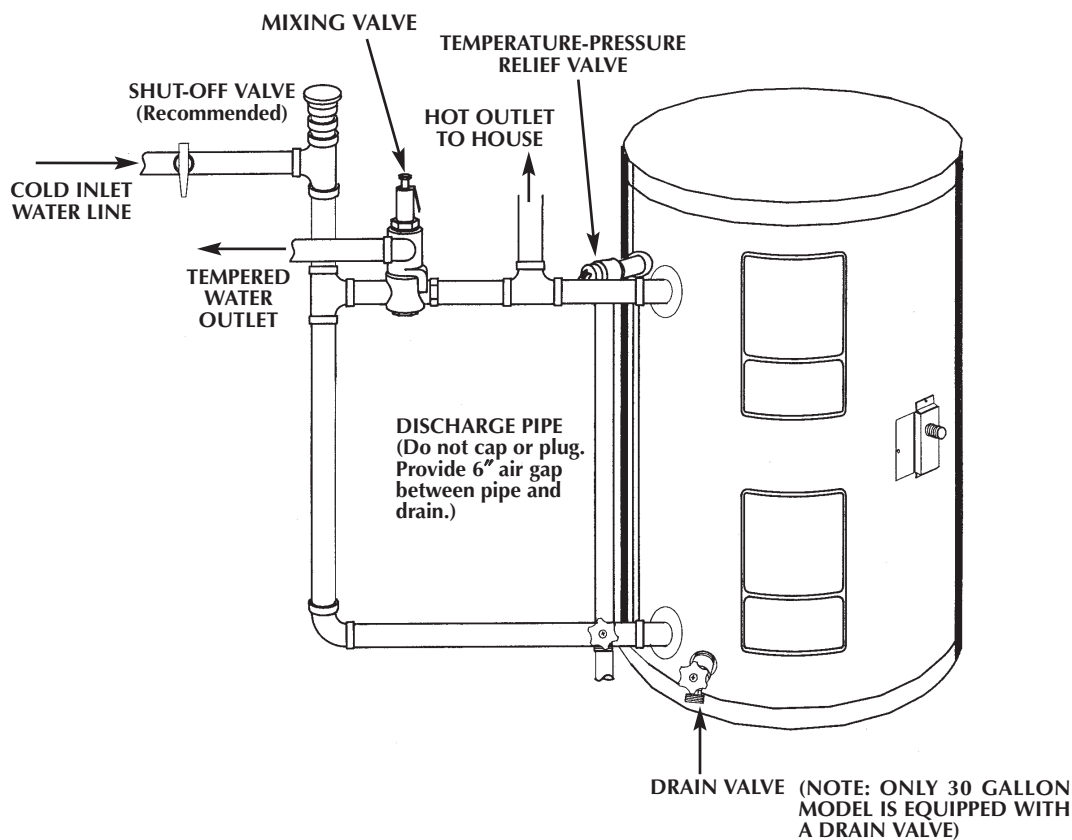 MIXING VALVE
TEMPERATURE-PRESSURE
RELIEF VALVE
SHUT-OFF VALVE
(Recommended)
HOT OUTLET
TO HOUSE
COLD INLET
WATER LINE
TEMPERED
WATER
OUTLET
DISCHARGE PIPE
(Do not cap or plug.
Provide 6″ air gap
between pipe and
drain.)
DRAIN VALVE
(NOTE: ONLY 30 GALLON
MODEL IS EQUIPPED WITH
A DRAIN VALVE)